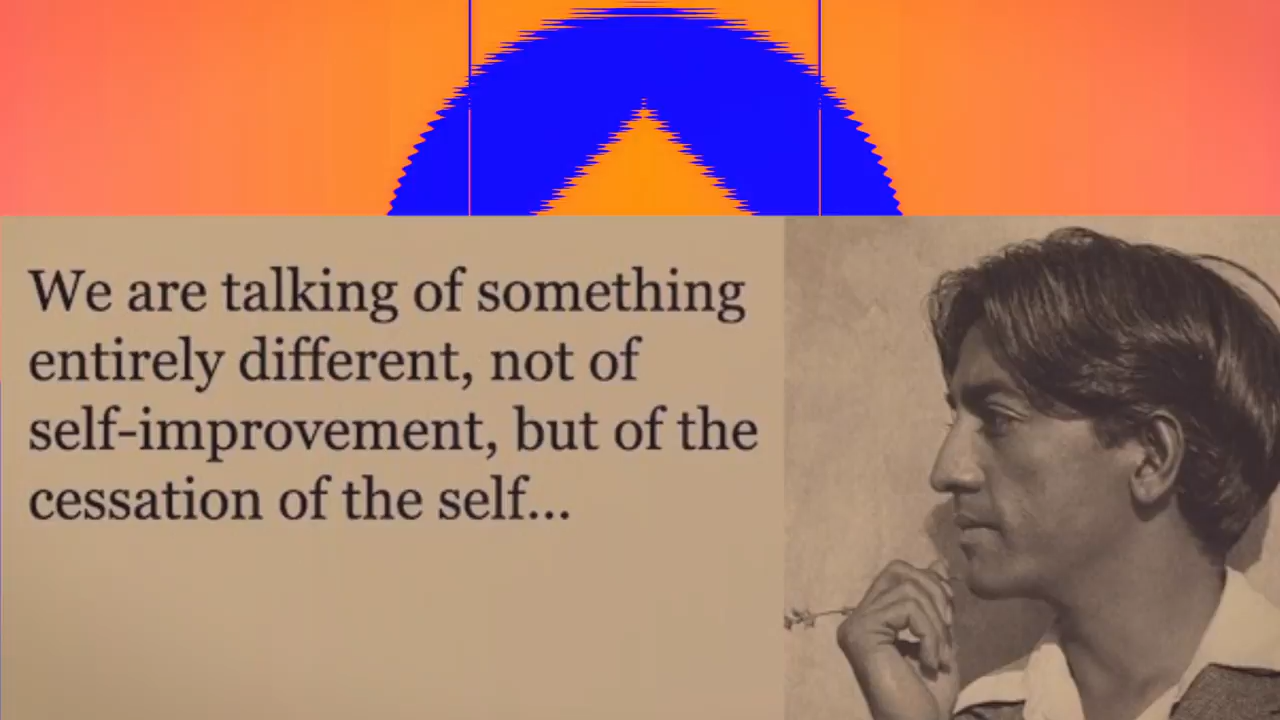 We are talking of something
entirely different, not of
self-improvement, but of the
cessation of the self...